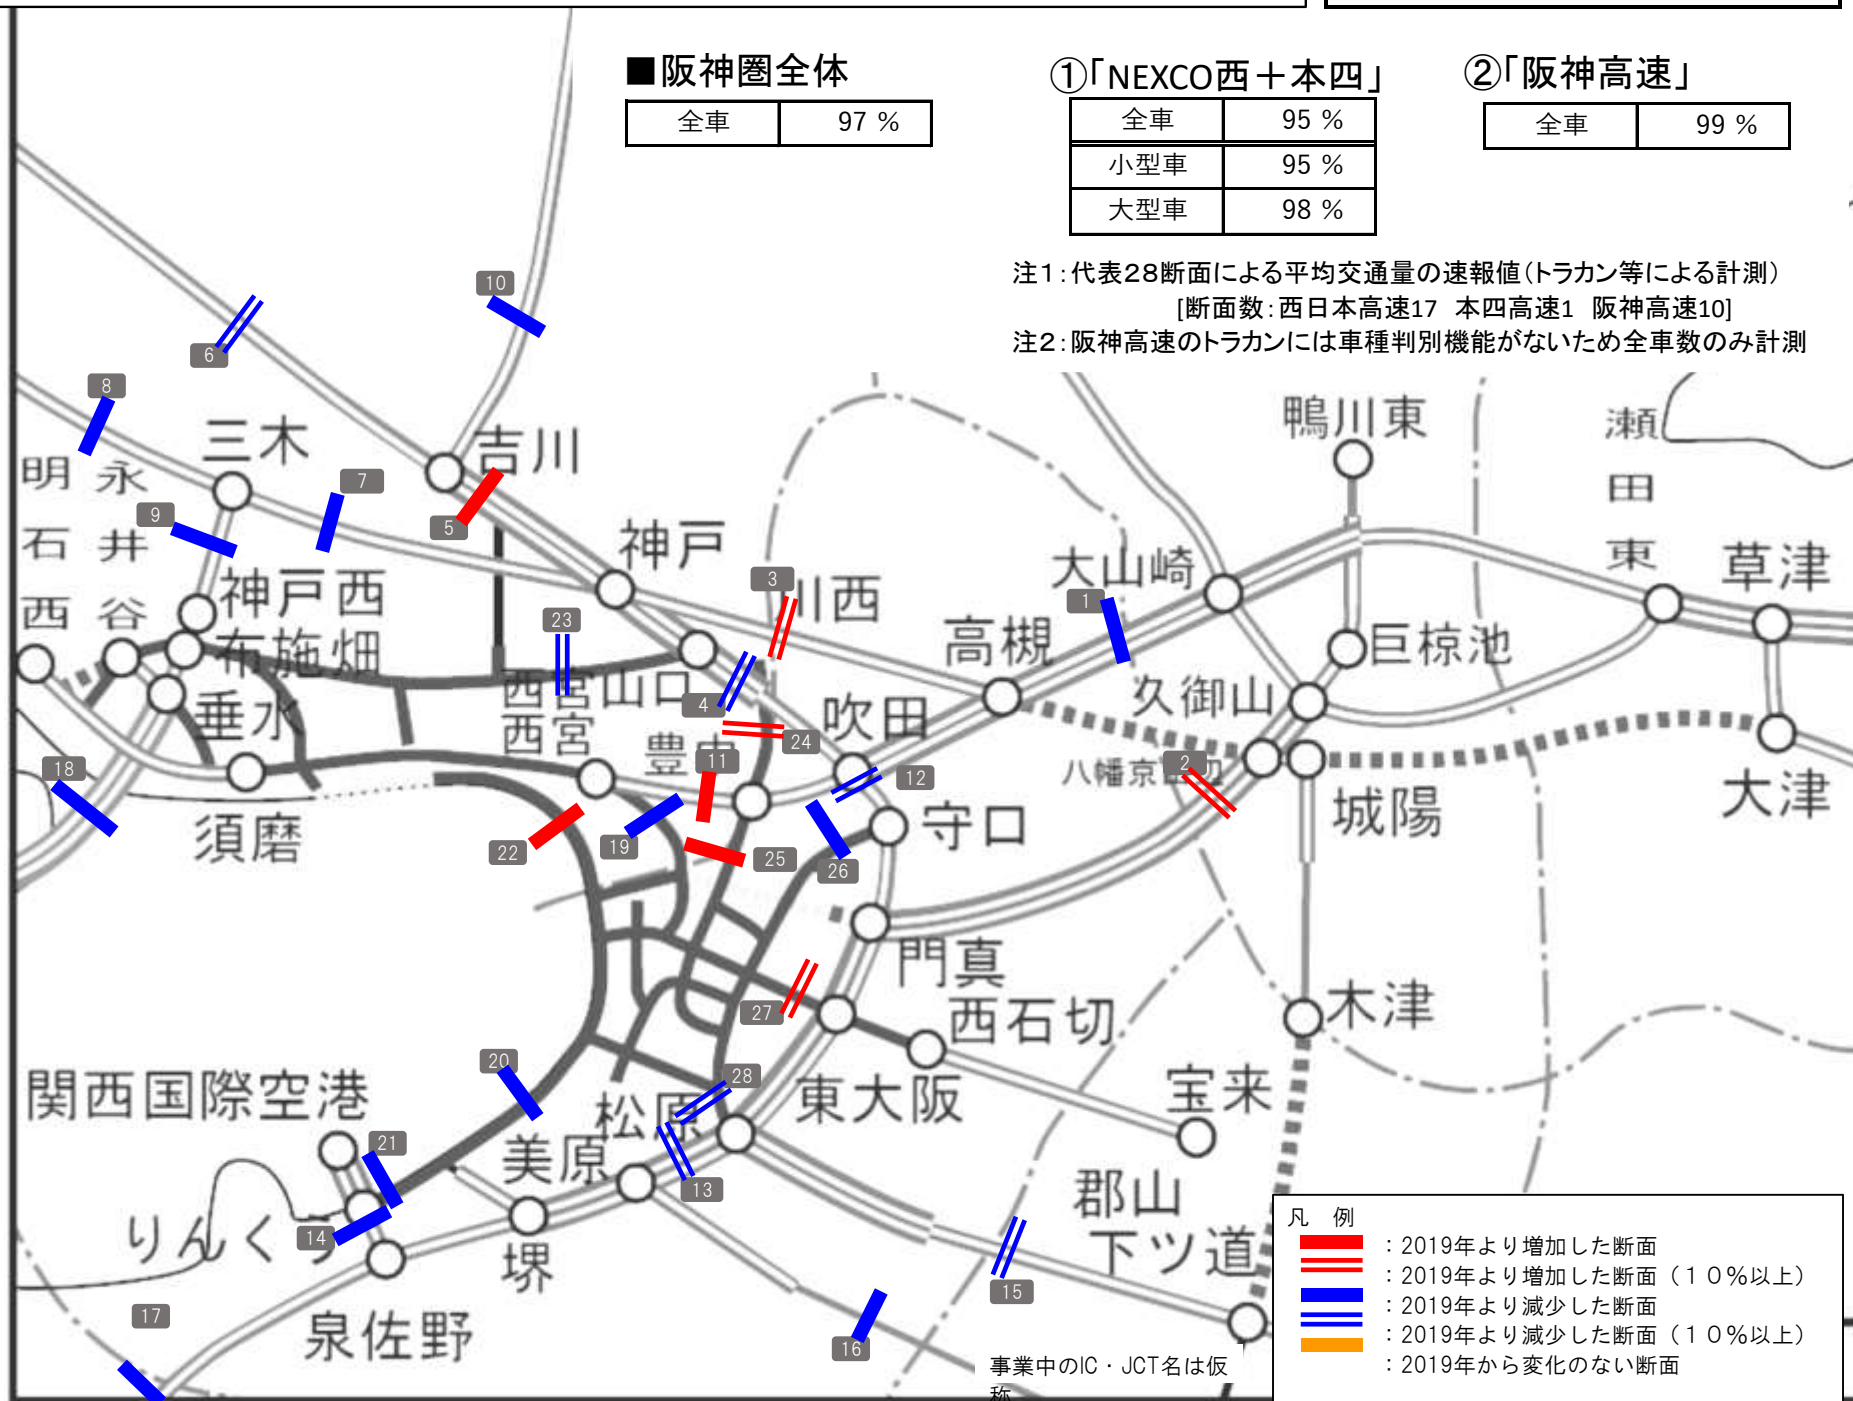 ■阪神圏全体
全車 97 %
①「NEXCO西＋本四」
全車 95 %
小型車 95 %
大型車 98 %
②「阪神高速」
全車 99 %
注1：代表28断面による平均交通量の速報値（トラカン等による計測）
[断面数：西日本高速17 本四高速1 阪神高速10]
注2：阪神高速のトラカンには車種判別機能がないため全車数のみ計測
10
6
8
三木
吉川
鴨川東
瀬田東
明石西
永井谷
7
9
5
神戸
大山崎
草津
3
川西
1
神戸西
布施畑
23
高槻
巨椋池
西宮山口
西宮
4
吹田
久御山
垂水
豊中
24
11
12
八幡京田辺
2
18
須磨
守口
城陽
大津
22
19
25
26
門真
27
西石切
木津
関西国際空港
20
28
松原
東大阪
宝来
21
美原
13
郡山
下ツ道
りんくう
14
堺
15
17
泉佐野
16
事業中のIC・JCT名は仮
称
凡 例
：2019年より増加した断面
：2019年より増加した断面（１０％以上）
：2019年より減少した断面
：2019年より減少した断面（１０％以上）
：2019年から変化のない断面